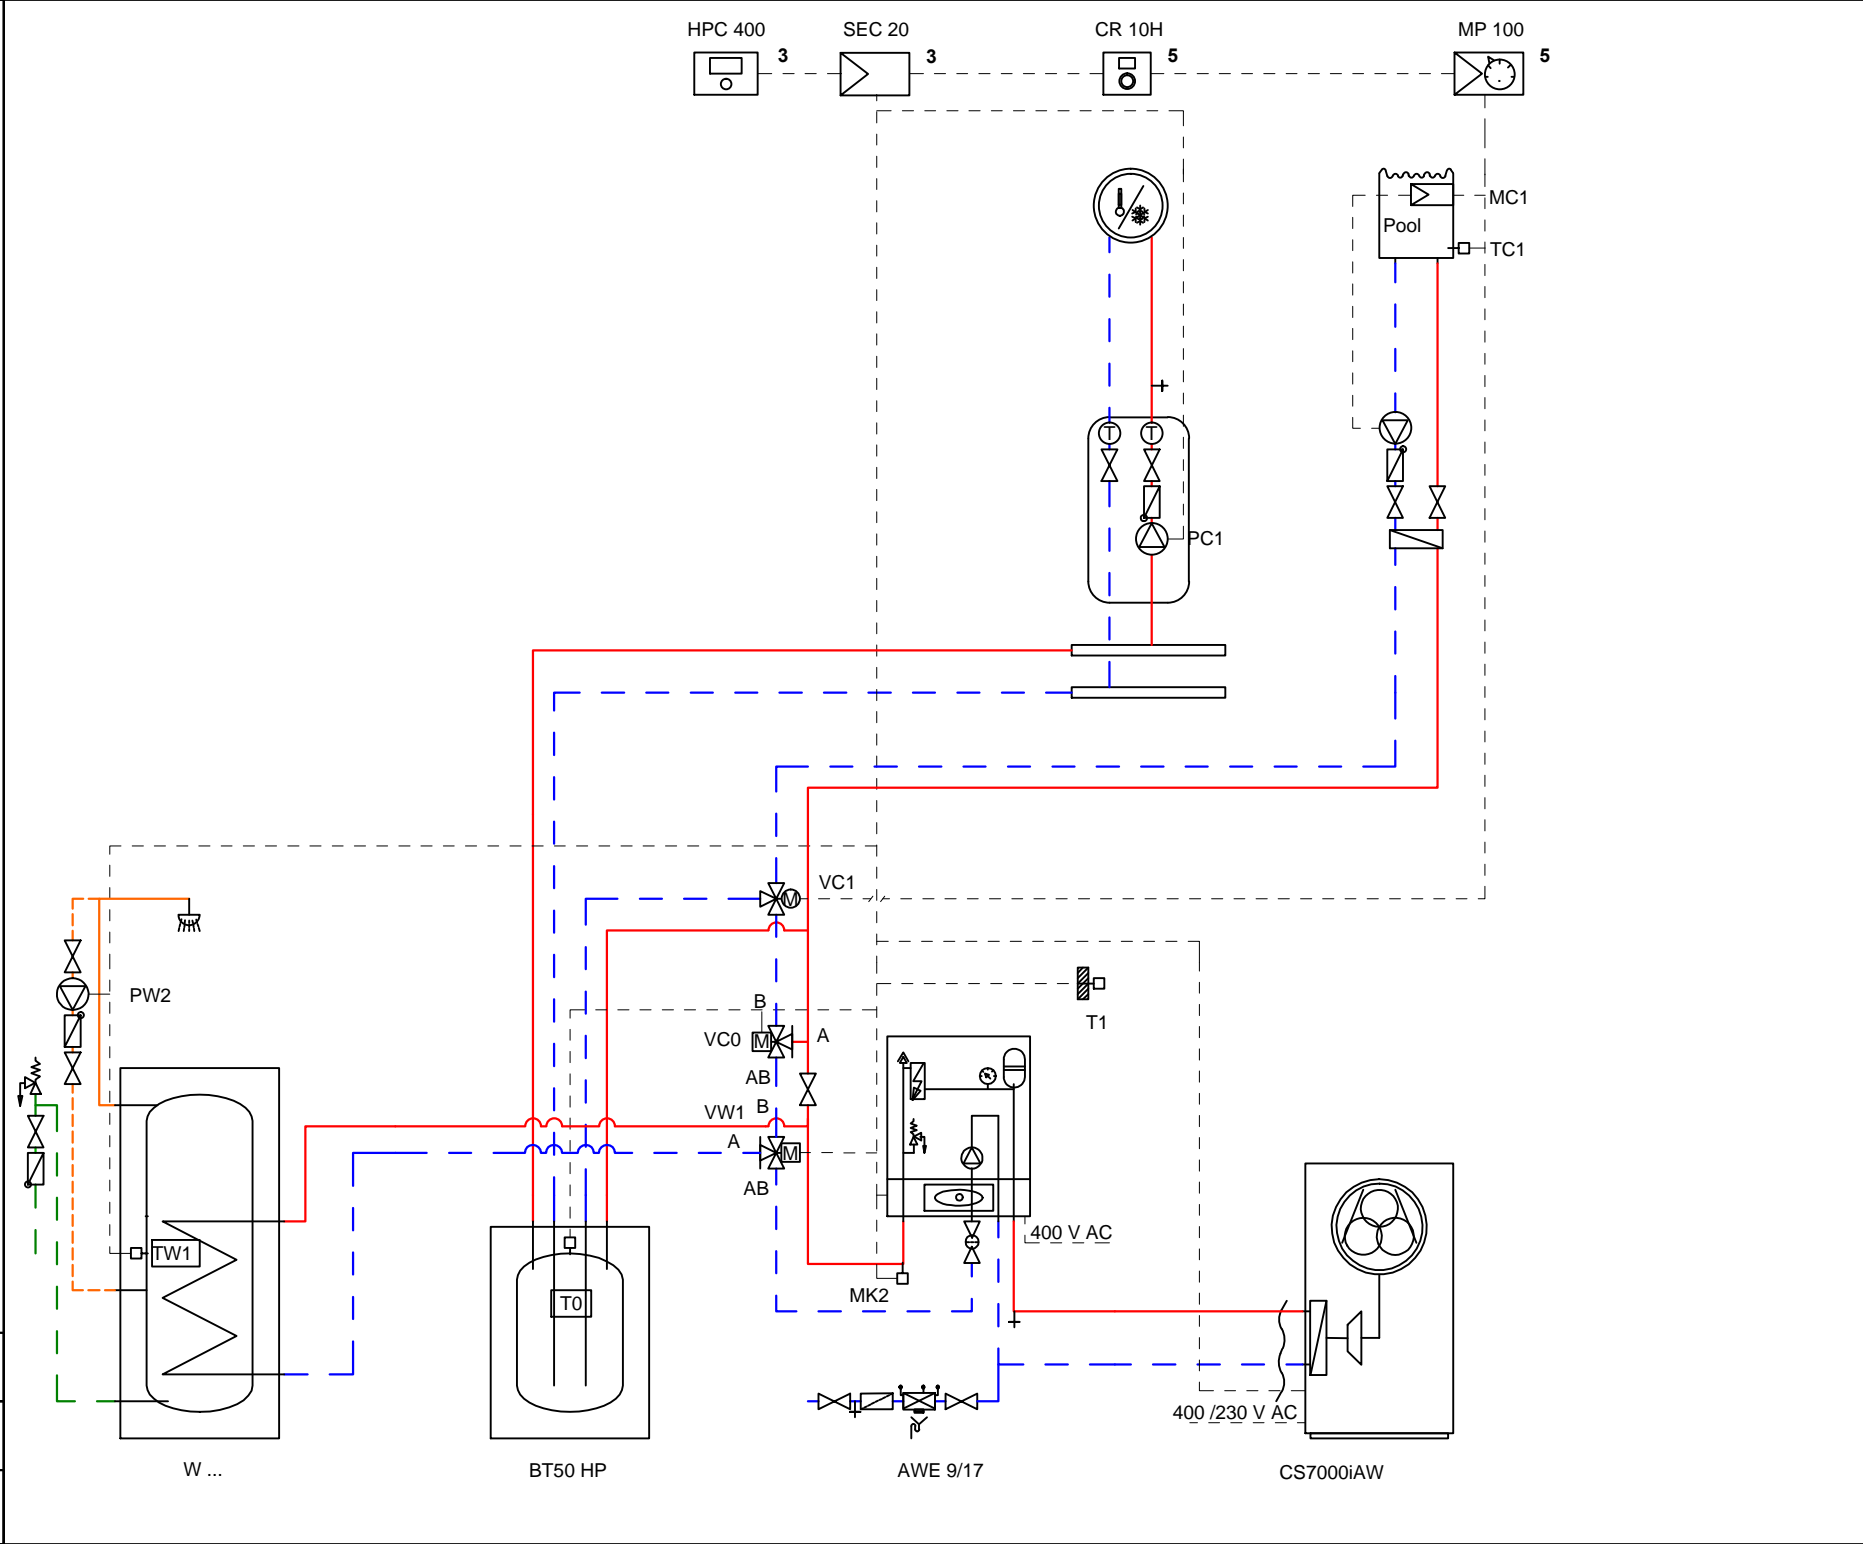 HPC 400 SEC 20 CR 10H MP 100
3 3 5 5
MC1
Pool
TC1
T T
PC1
VC1
M
PW2
B
T1
VC0 M A
AB
VW1 B
A
M
AB
400 V AC
TW1
MK2
T0
400 /230 V AC
W ... BT50 HP AWE 9/17 CS7000iAW